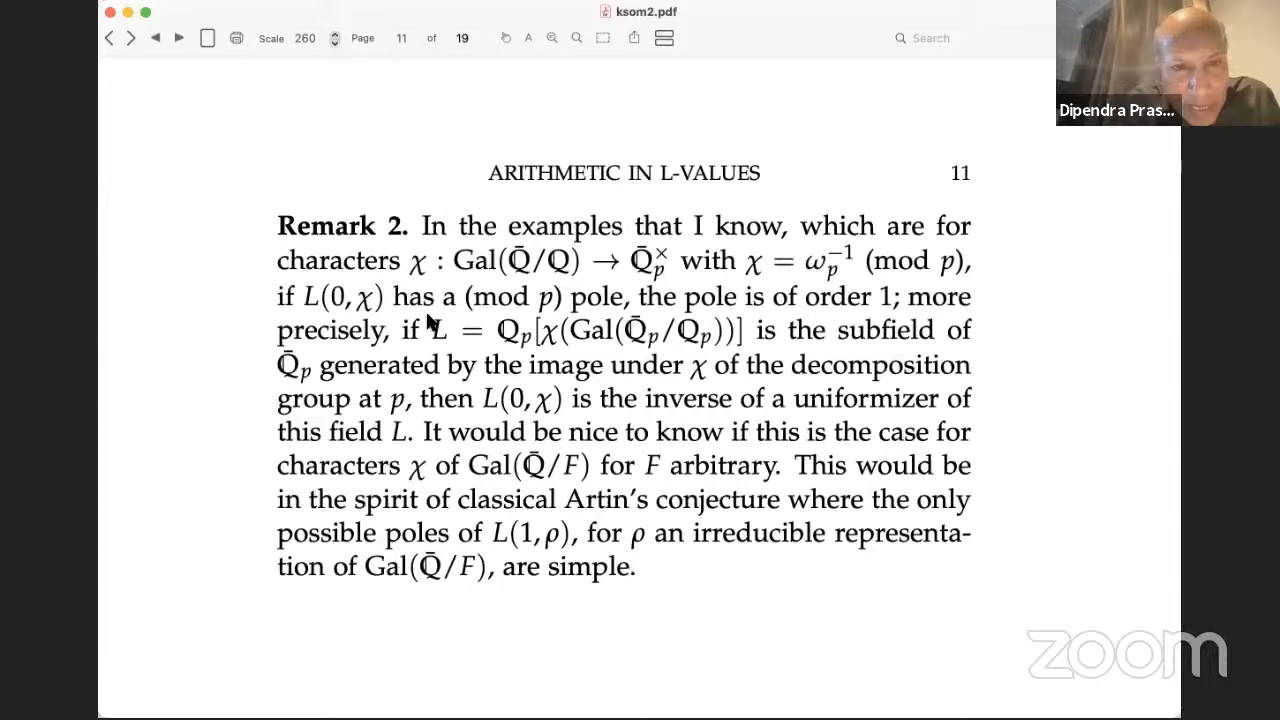 ksom2.pdf
Scale 260 Page 11 of 19 A Search
Dipendra Pras...
ARITHMETIC IN L-VALUES 11
Remark 2. In the examples that I know, which are for
characters χ : Gal(Q̄/Q) → Q̄ₚ^× with χ = ωₚ⁻¹ (mod p),
if L(0, χ) has a (mod p) pole, the pole is of order 1; more
precisely, if L = Qₚ[χ(Gal(Q̄ₚ/Qₚ))] is the subfield of
Q̄ₚ generated by the image under χ of the decomposition
group at p, then L(0, χ) is the inverse of a uniformizer of
this field L. It would be nice to know if this is the case for
characters χ of Gal(Q̄/F) for F arbitrary. This would be
in the spirit of classical Artin's conjecture where the only
possible poles of L(1, ρ), for ρ an irreducible representa-
tion of Gal(Q̄/F), are simple.
zoom